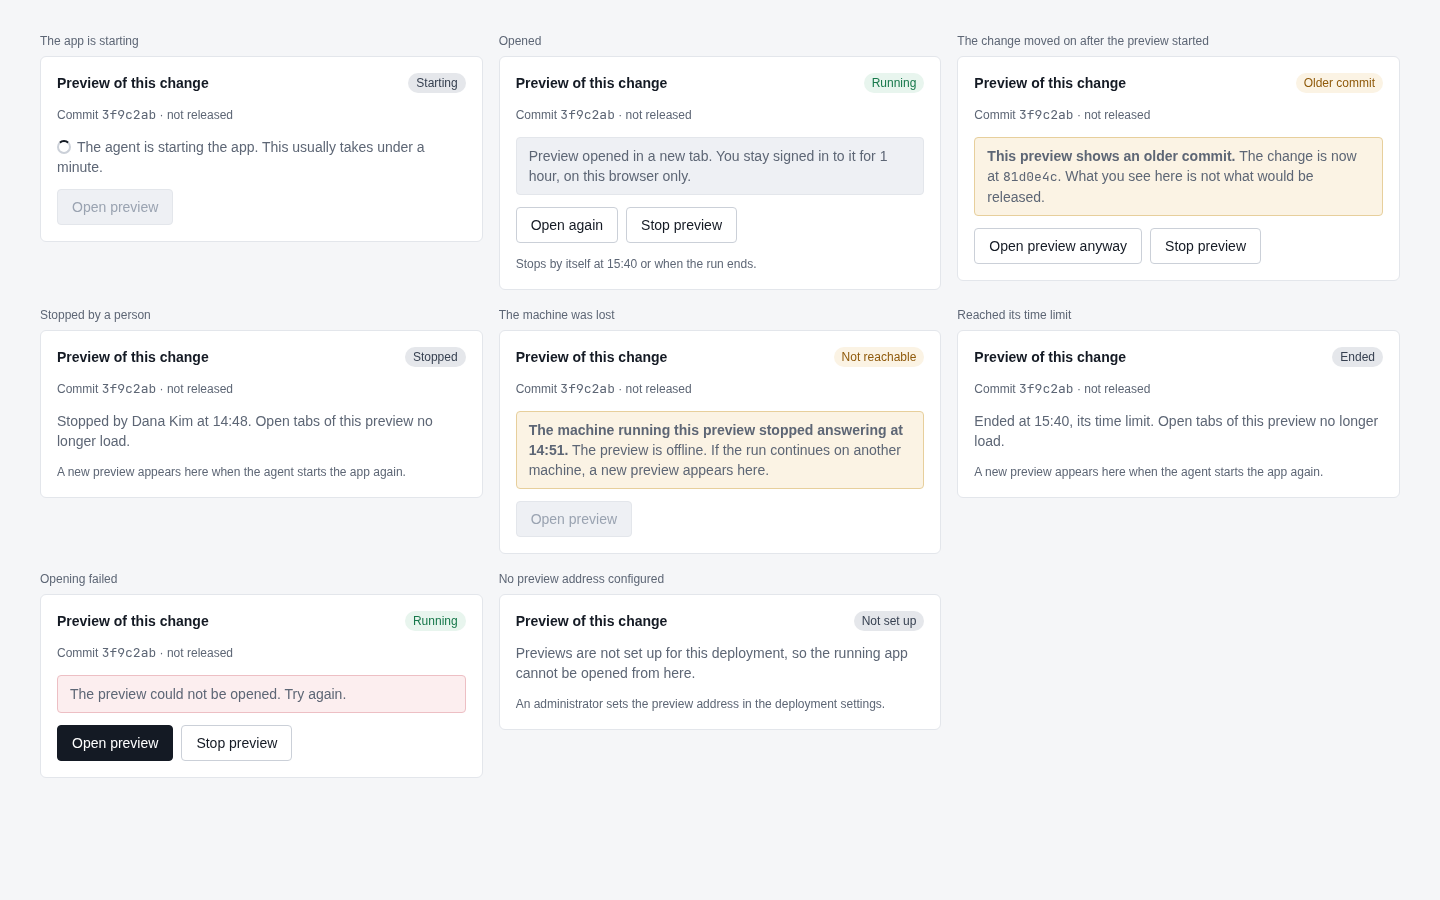 The app is starting
Preview of this change
Starting
Commit 3f9c2ab · not released
The agent is starting the app. This usually takes under a
minute.
Open preview
Opened
Preview of this change
Running
Commit 3f9c2ab · not released
Preview opened in a new tab. You stay signed in to it for 1
hour, on this browser only.
Open again
Stop preview
Stops by itself at 15:40 or when the run ends.
The change moved on after the preview started
Preview of this change
Older commit
Commit 3f9c2ab · not released
This preview shows an older commit. The change is now
at 81d0e4c. What you see here is not what would be
released.
Open preview anyway
Stop preview
Stopped by a person
Preview of this change
Stopped
Commit 3f9c2ab · not released
Stopped by Dana Kim at 14:48. Open tabs of this preview no
longer load.
A new preview appears here when the agent starts the app again.
The machine was lost
Preview of this change
Not reachable
Commit 3f9c2ab · not released
The machine running this preview stopped answering at
14:51. The preview is offline. If the run continues on another
machine, a new preview appears here.
Open preview
Reached its time limit
Preview of this change
Ended
Commit 3f9c2ab · not released
Ended at 15:40, its time limit. Open tabs of this preview no longer
load.
A new preview appears here when the agent starts the app again.
Opening failed
Preview of this change
Running
Commit 3f9c2ab · not released
The preview could not be opened. Try again.
Open preview
Stop preview
No preview address configured
Preview of this change
Not set up
Previews are not set up for this deployment, so the running app
cannot be opened from here.
An administrator sets the preview address in the deployment settings.